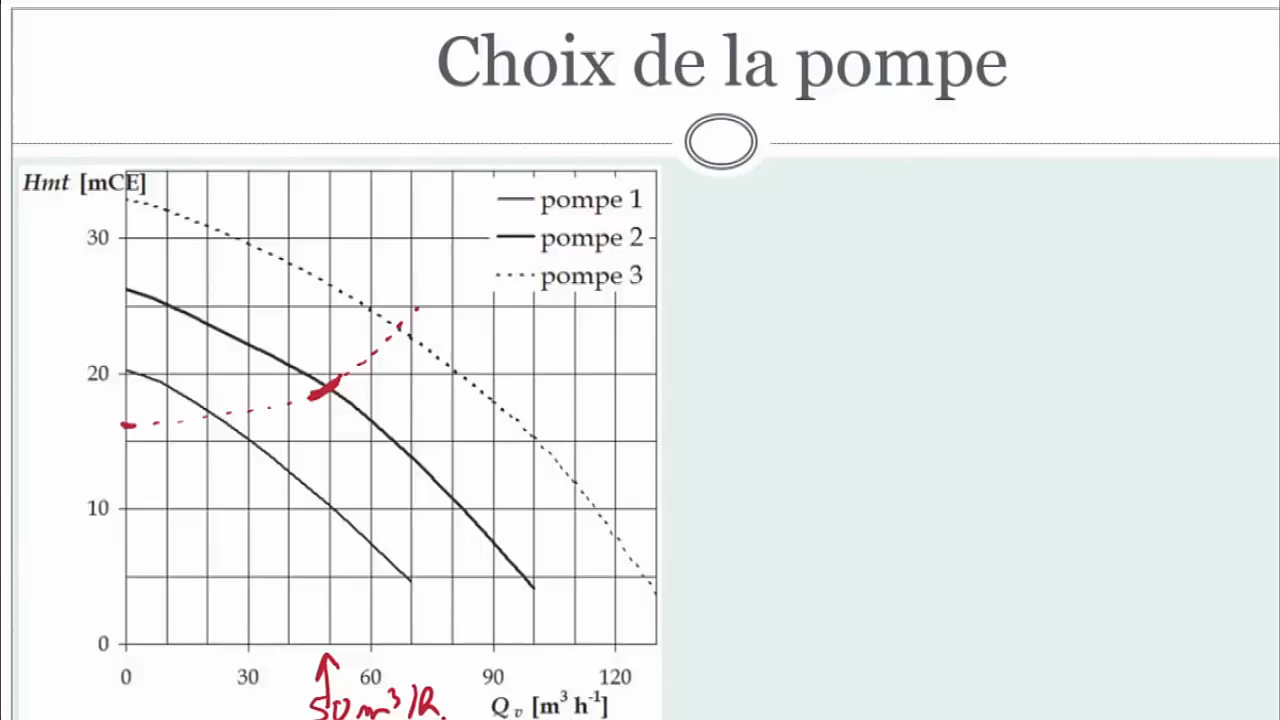 Choix de la pompe
Hmt [mCE]
pompe 1
30
pompe 2
pompe 3
20
10
0
0 30 60 90 120
50 m³/h.
Qv [m³ h⁻¹]